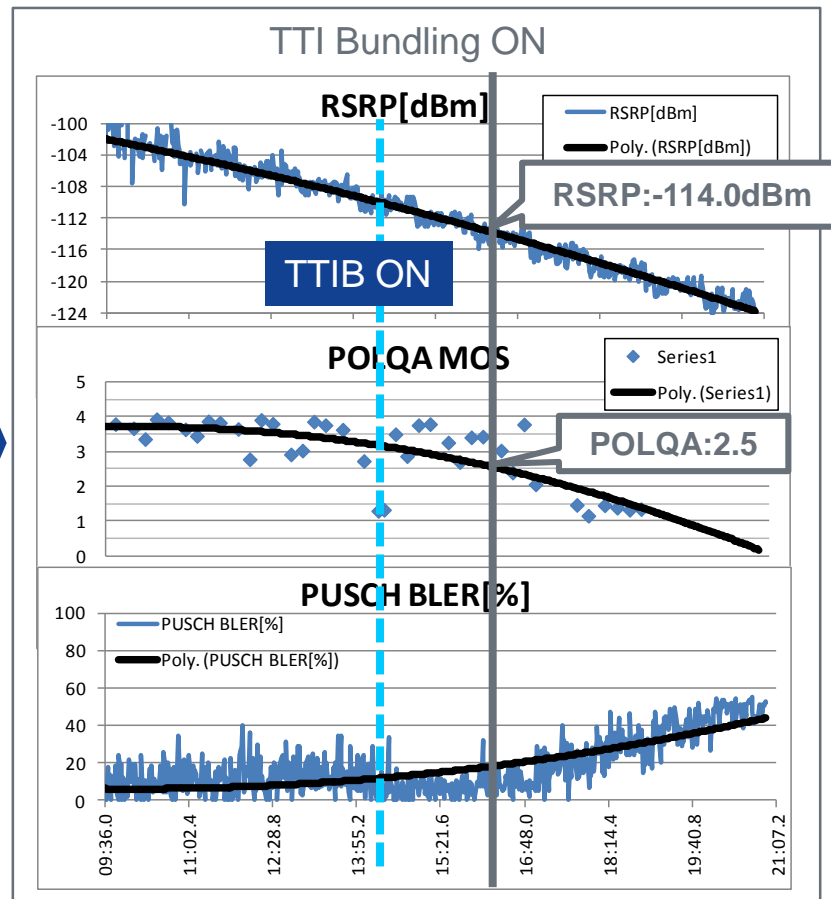 TTI Bundling ON
RSRP[dBm]
RSRP[dBm]
Poly. (RSRP[dBm])
-100
-104
-108
-112
-116
-120
-124
RSRP:-114.0dBm
TTIB ON
POLQA MOS
Series1
Poly. (Series1)
5
4
3
2
1
0
POLQA:2.5
PUSCH BLER[%]
PUSCH BLER[%]
Poly. (PUSCH BLER[%])
100
80
60
40
20
0
09:36.0
11:02.4
12:28.8
13:55.2
15:21.6
16:48.0
18:14.4
19:40.8
21:07.2